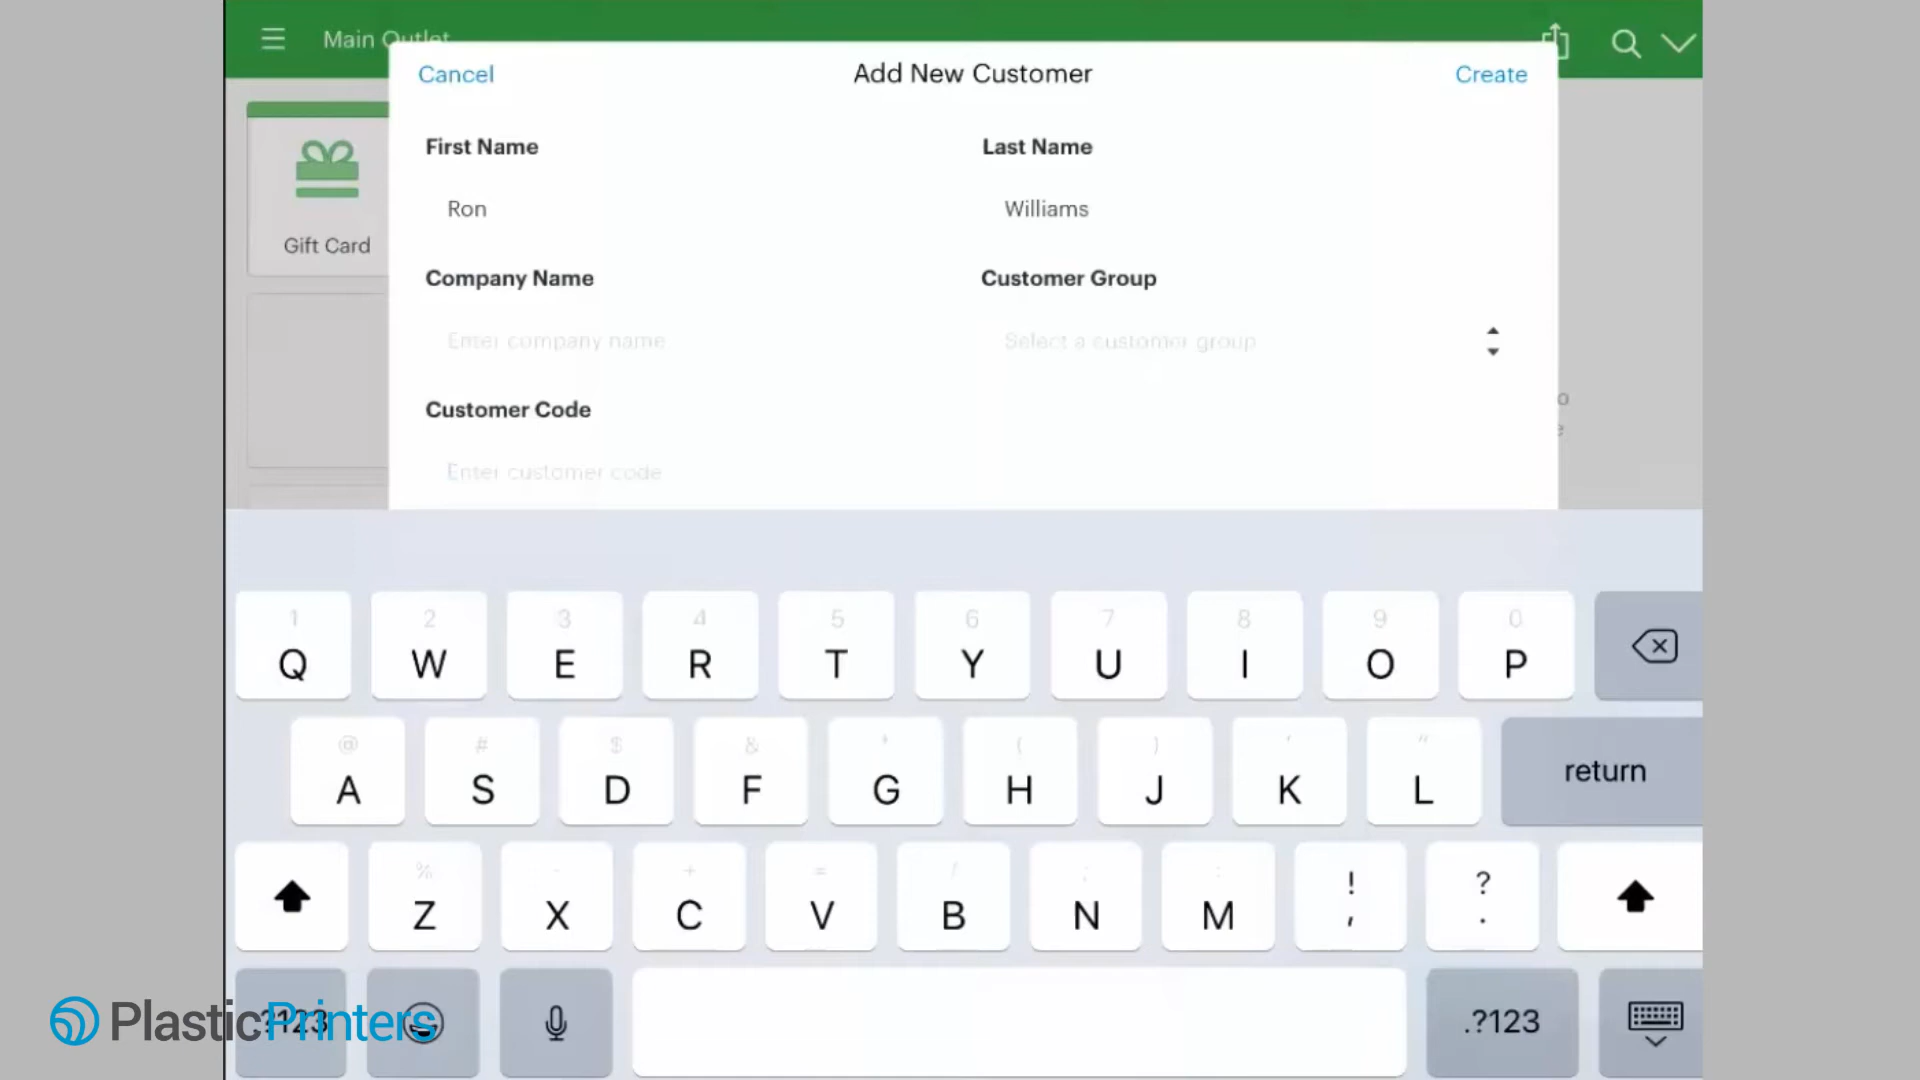 Main Outlet
Cancel
Add New Customer
Create
First Name
Last Name
Ron
Williams
Gift Card
Company Name
Customer Group
Enter company name
Select a customer group
Customer Code
Enter customer code
1 2 3 4 5 6 7 8 9 0
Q W E R T Y U I O P
@ # $ & * ( ) ' "
A S D F G H J K L
return
% - + = / ; : ! ?
Z X C V B N M , .
.?123
PlasticPrinters
.?123